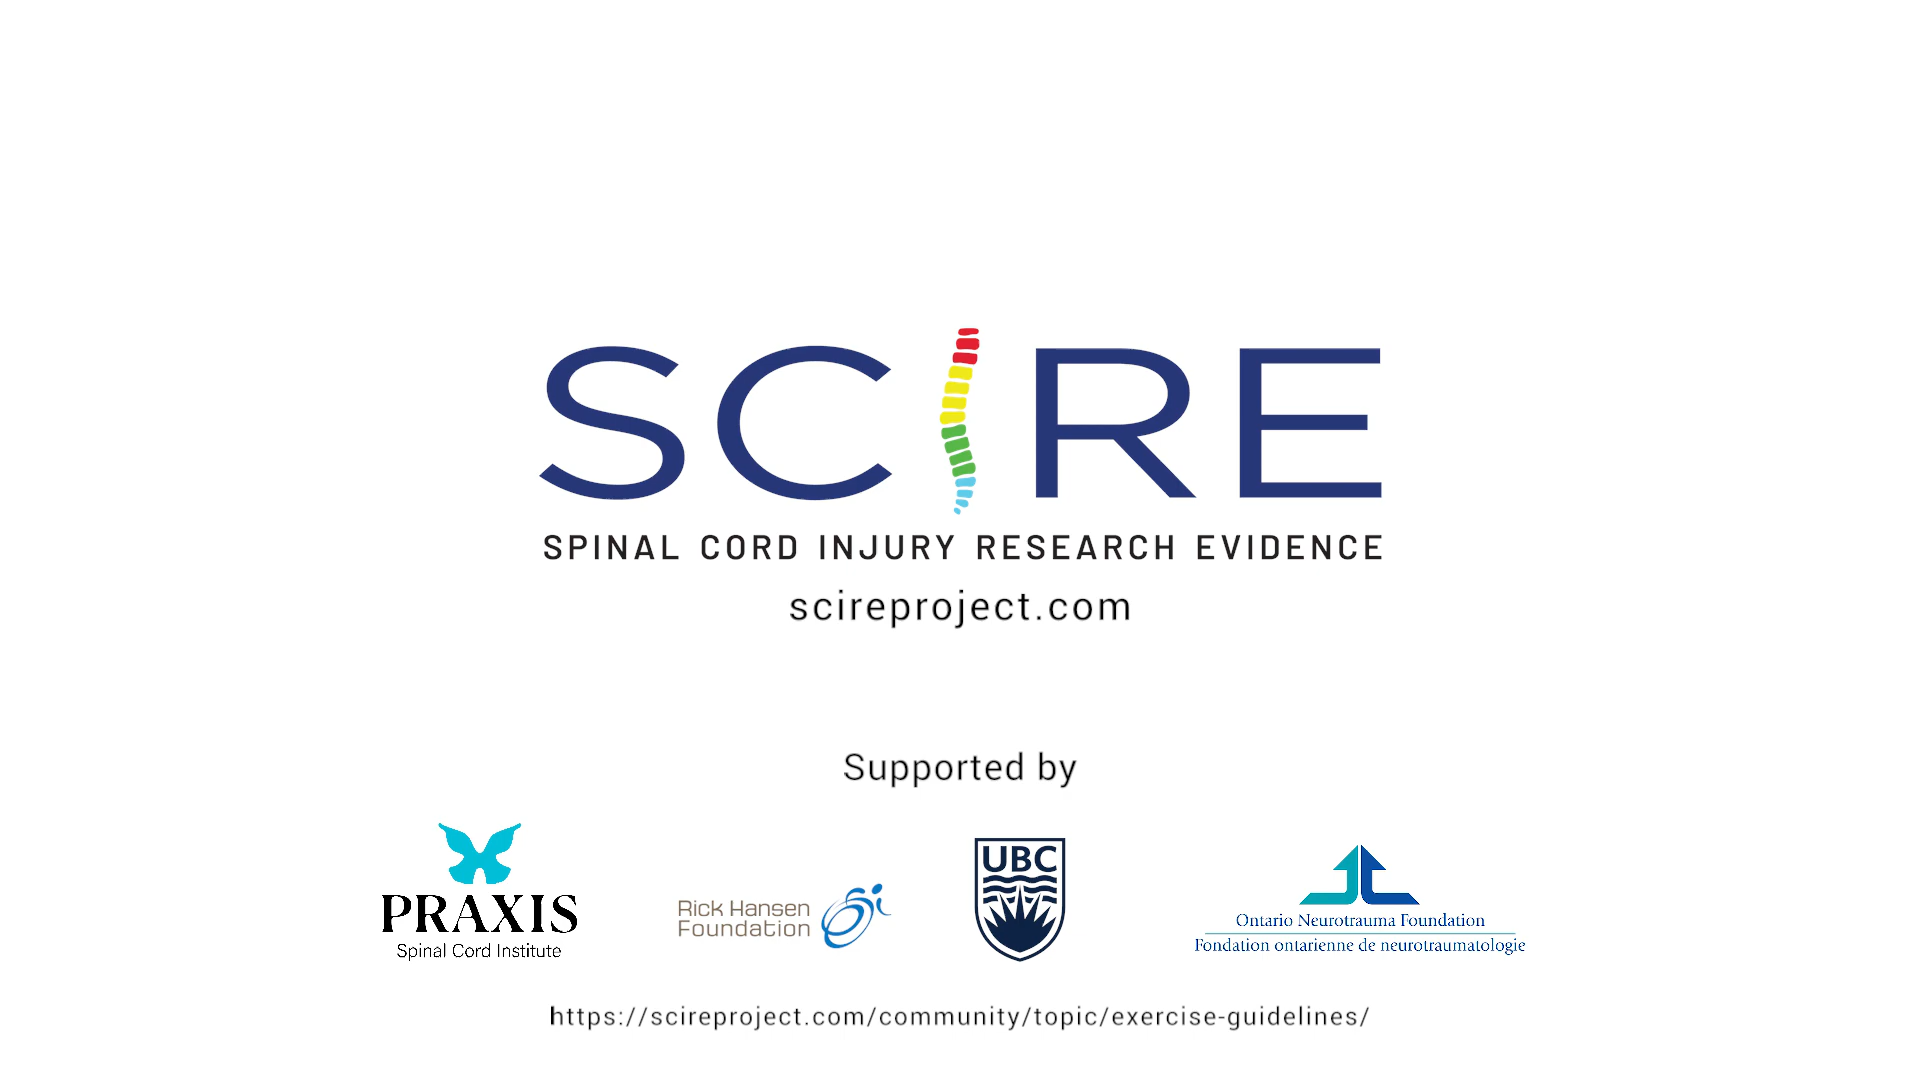 SCIRE
SPINAL CORD INJURY RESEARCH EVIDENCE
scireproject.com
Supported by
PRAXIS
Spinal Cord Institute
Rick Hansen
Foundation
UBC
Ontario Neurotrauma Foundation
Fondation ontarienne de neurotraumatologie
https://scireproject.com/community/topic/exercise-guidelines/